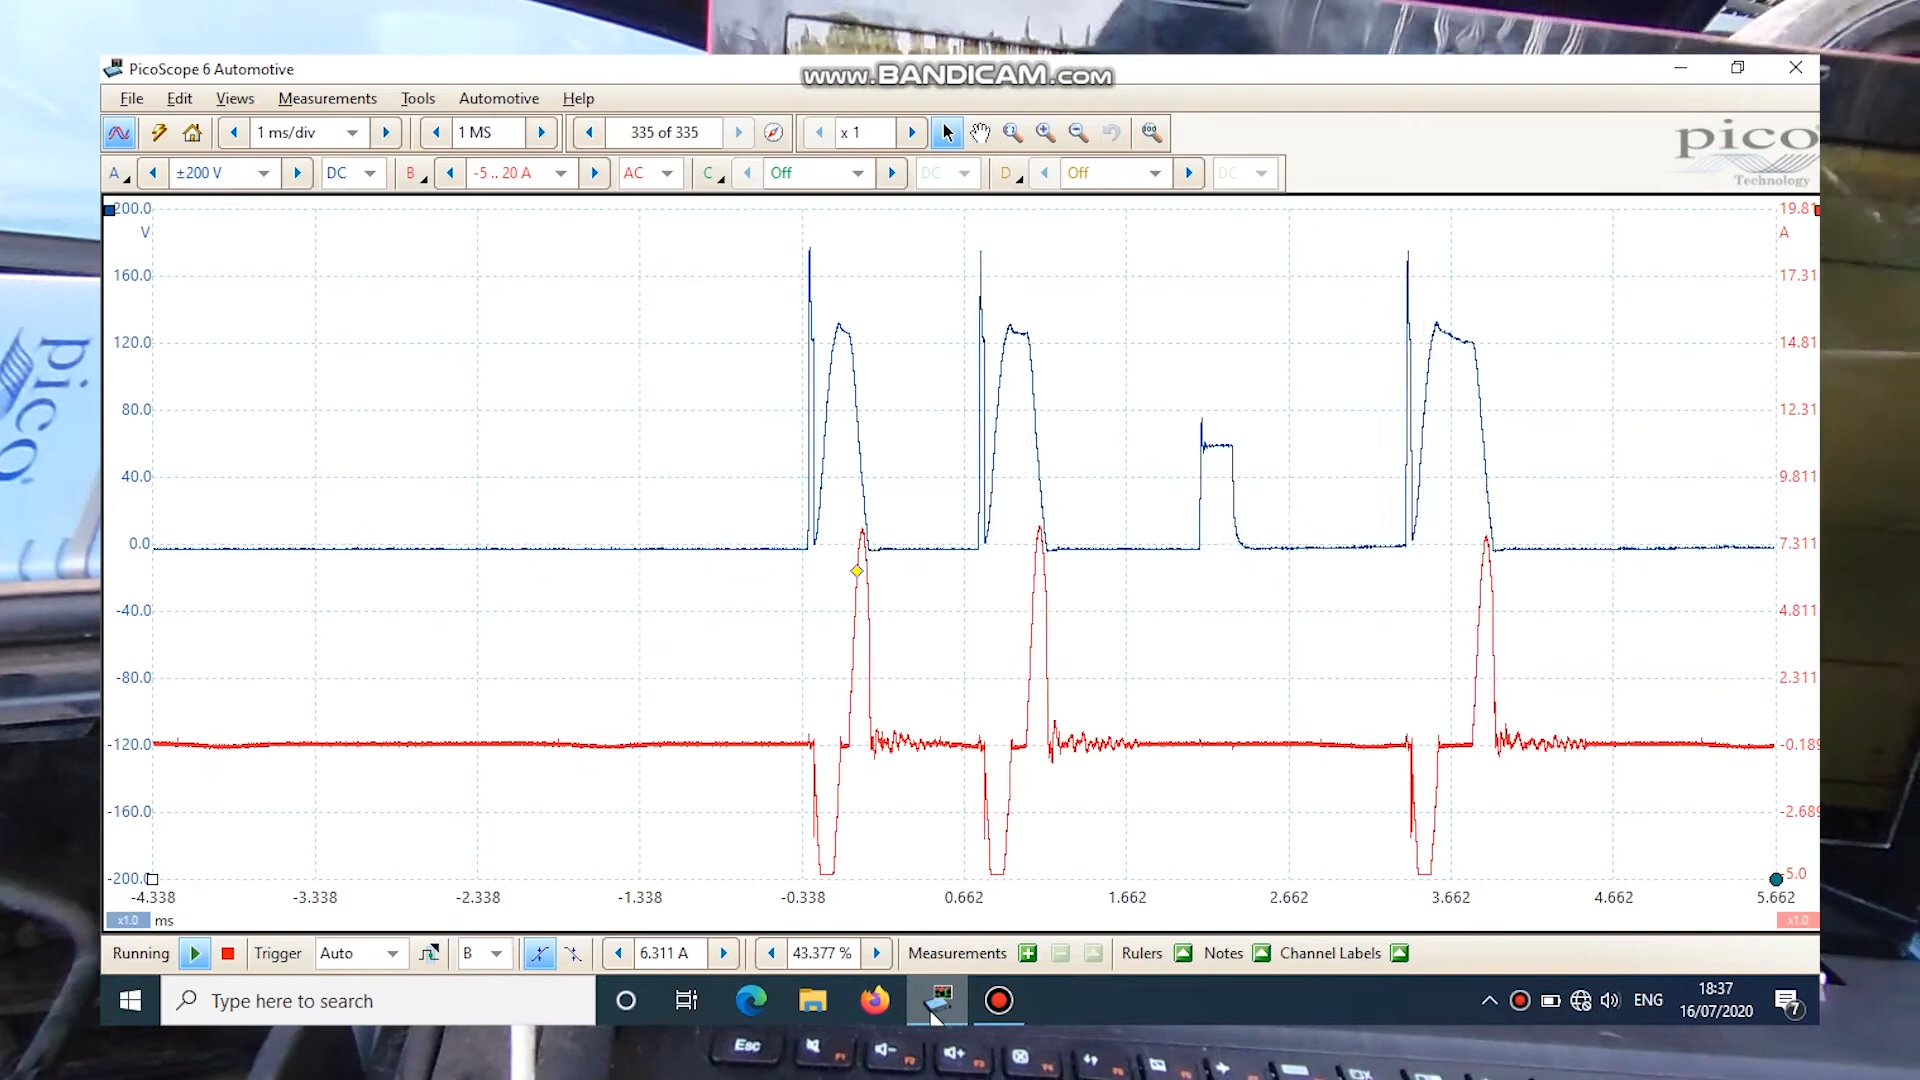 PicoScope 6 Automotive
www.BANDICAM.com
File Edit Views Measurements Tools Automotive Help
1 ms/div 1 MS 335 of 335 x 1
pico
Technology
A ±200 V DC B -5 .. 20 A AC C Off DC D Off DC
200.0 19.81
V A
160.0 17.31
120.0 14.81
80.0 12.31
40.0 9.811
0.0 7.311
-40.0 4.811
-80.0 2.311
-120.0 -0.189
-160.0 -2.689
-200.0 -5.0
-4.338 -3.338 -2.338 -1.338 -0.338 0.662 1.662 2.662 3.662 4.662 5.662
x1.0 ms x1.0
Running Trigger Auto B 6.311 A 43.377 % Measurements Rulers Notes Channel Labels
Type here to search
ENG
18:37
16/07/2020
7
pico
Esc F1 F2 F3 F4